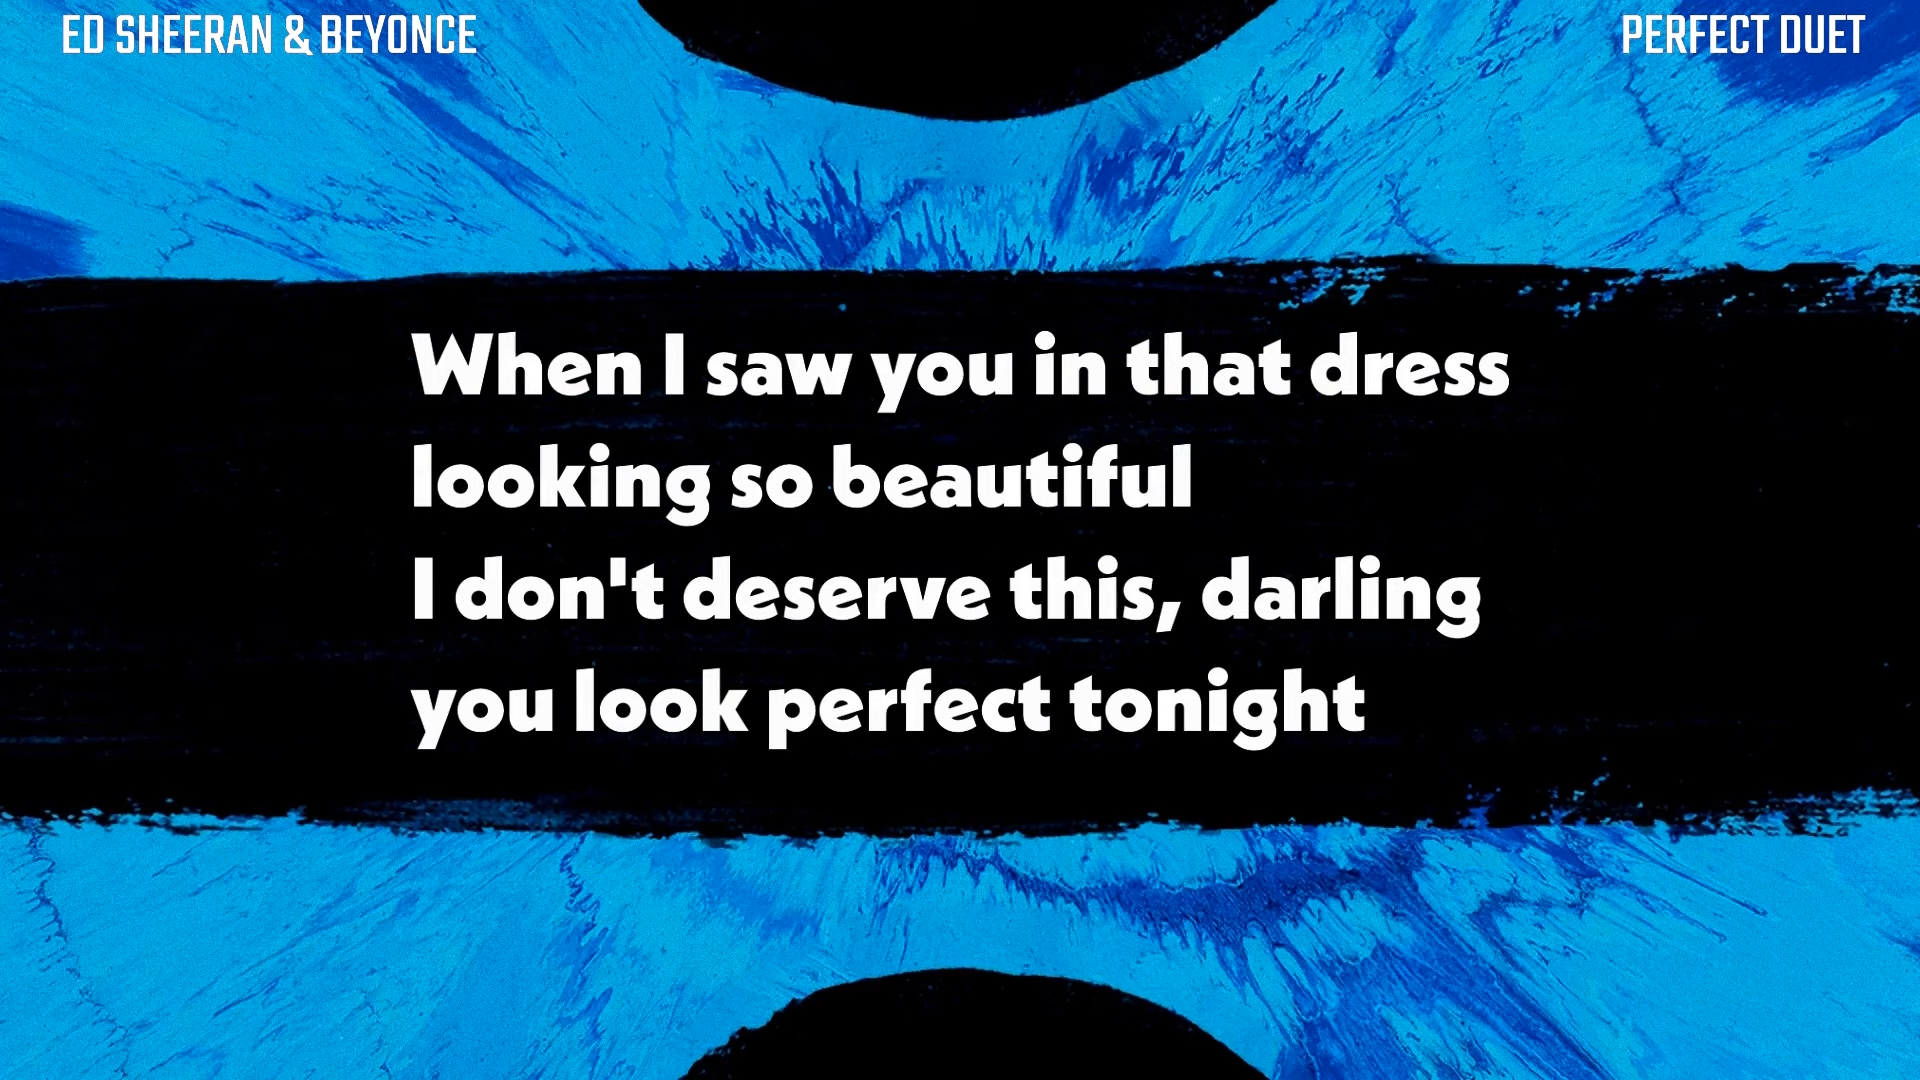 ED SHEERAN & BEYONCE
PERFECT DUET
When I saw you in that dress
looking so beautiful
I don't deserve this, darling
you look perfect tonight